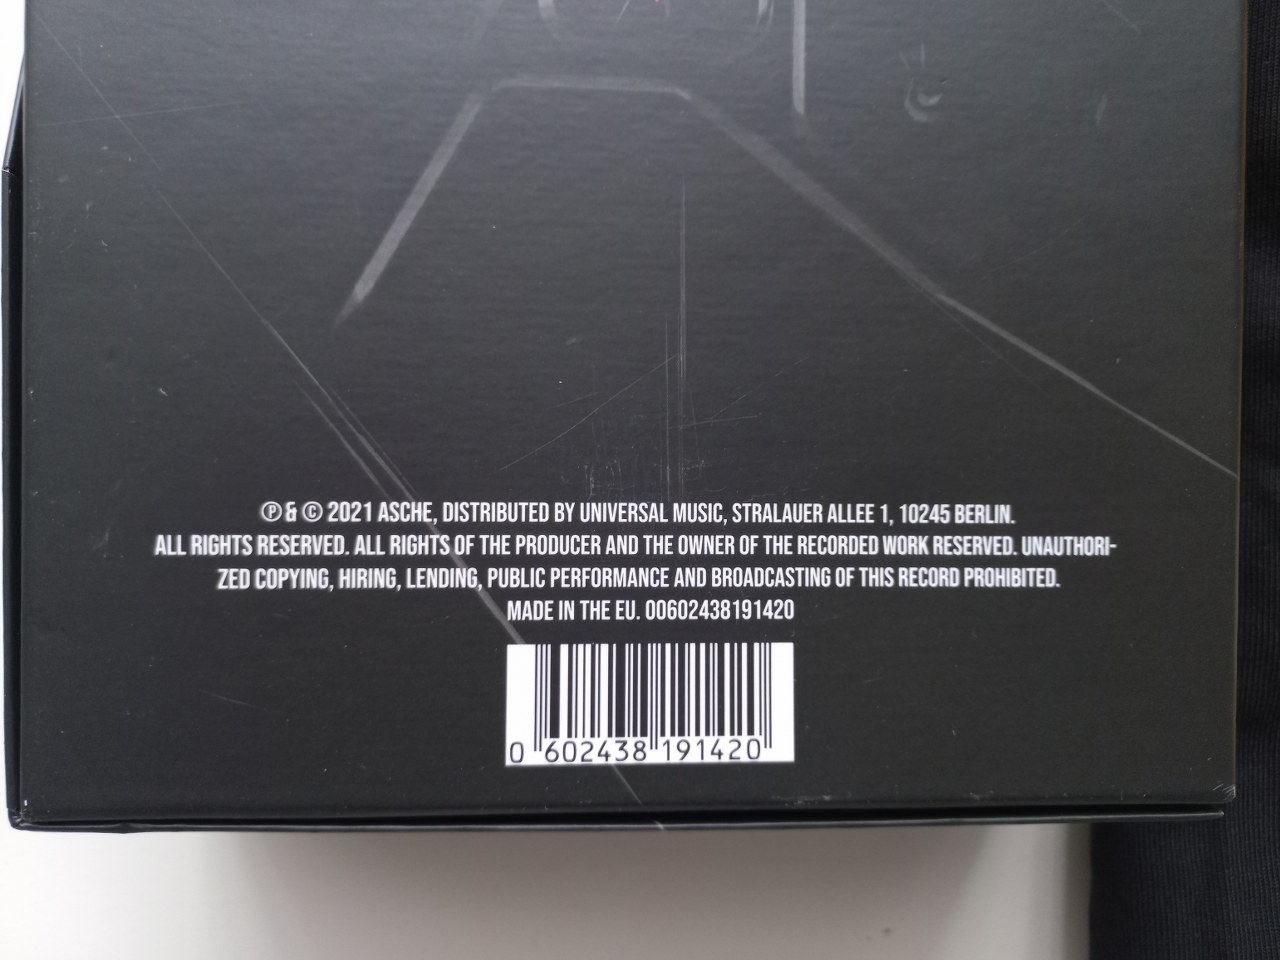 ℗ & © 2021 ASCHE, DISTRIBUTED BY UNIVERSAL MUSIC, STRALAUER ALLEE 1, 10245 BERLIN.
ALL RIGHTS RESERVED. ALL RIGHTS OF THE PRODUCER AND THE OWNER OF THE RECORDED WORK RESERVED. UNAUTHORI-
ZED COPYING, HIRING, LENDING, PUBLIC PERFORMANCE AND BROADCASTING OF THIS RECORD PROHIBITED.
MADE IN THE EU. 00602438191420
0 602438 191420